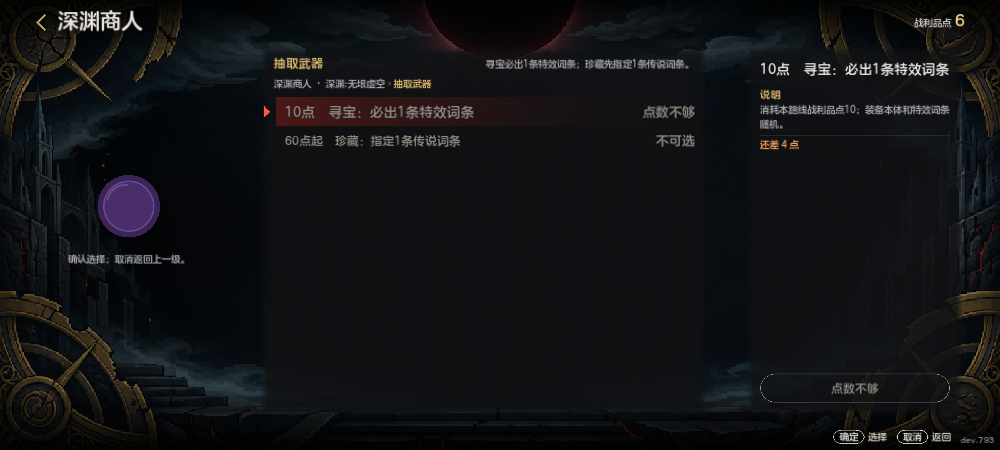 深渊商人
战利品点 6
抽取武器
寻宝必出1条特效词条；珍藏先指定1条传说词条。
深渊商人 · 深渊:无垠虚空 › 抽取武器
10点 寻宝：必出1条特效词条 点数不够
60点起 珍藏：指定1条传说词条 不可选
确认选择；取消返回上一级。
10点 寻宝：必出1条特效词条
说明
消耗本路线战利品点10；装备本体和特效词条
随机。
还差 4 点
点数不够
确定 选择 取消 返回
dev.793